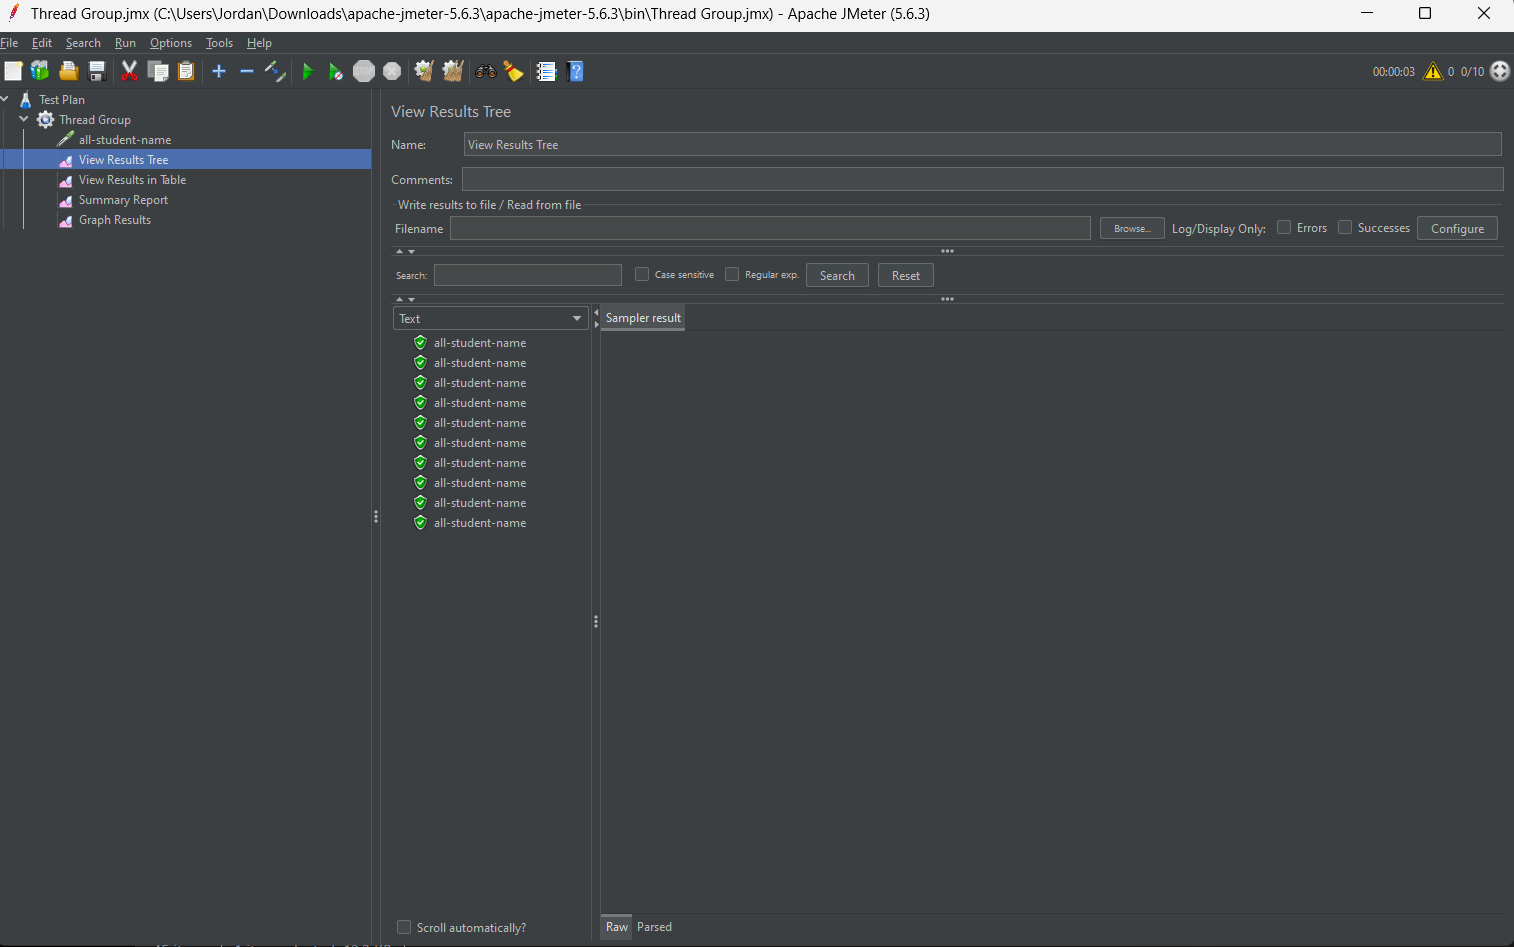 Thread Group.jmx (C:\Users\Jordan\Downloads\apache-jmeter-5.6.3\apache-jmeter-5.6.3\bin\Thread Group.jmx) - Apache JMeter (5.6.3)
File Edit Search Run Options Tools Help
STOP 00:00:03 0 0/10
Test Plan
Thread Group
all-student-name
View Results Tree
View Results in Table
Summary Report
Graph Results
View Results Tree
Name: View Results Tree
Comments:
Write results to file / Read from file
Filename Browse... Log/Display Only: Errors Successes Configure
Search: Case sensitive Regular exp. Search Reset
Text
Sampler result
all-student-name
all-student-name
all-student-name
all-student-name
all-student-name
all-student-name
all-student-name
all-student-name
all-student-name
all-student-name
Scroll automatically?
Raw Parsed